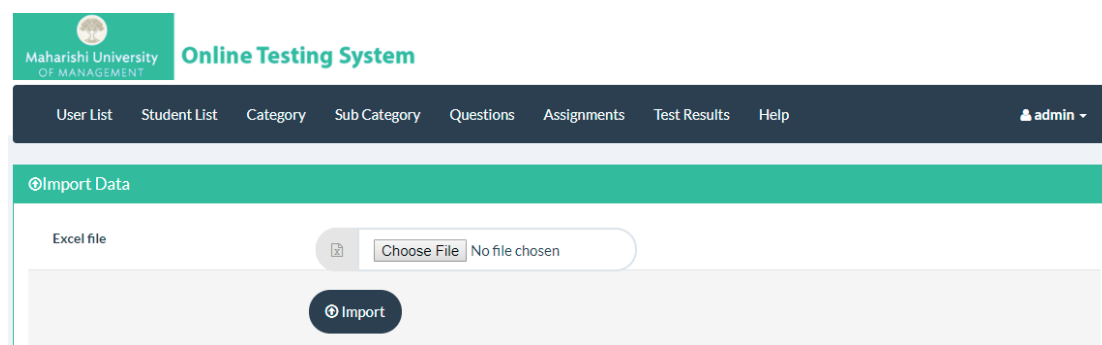 Maharishi University
OF MANAGEMENT
Online Testing System
User List Student List Category Sub Category Questions Assignments Test Results Help admin
Import Data
Excel file
Choose File No file chosen
Import